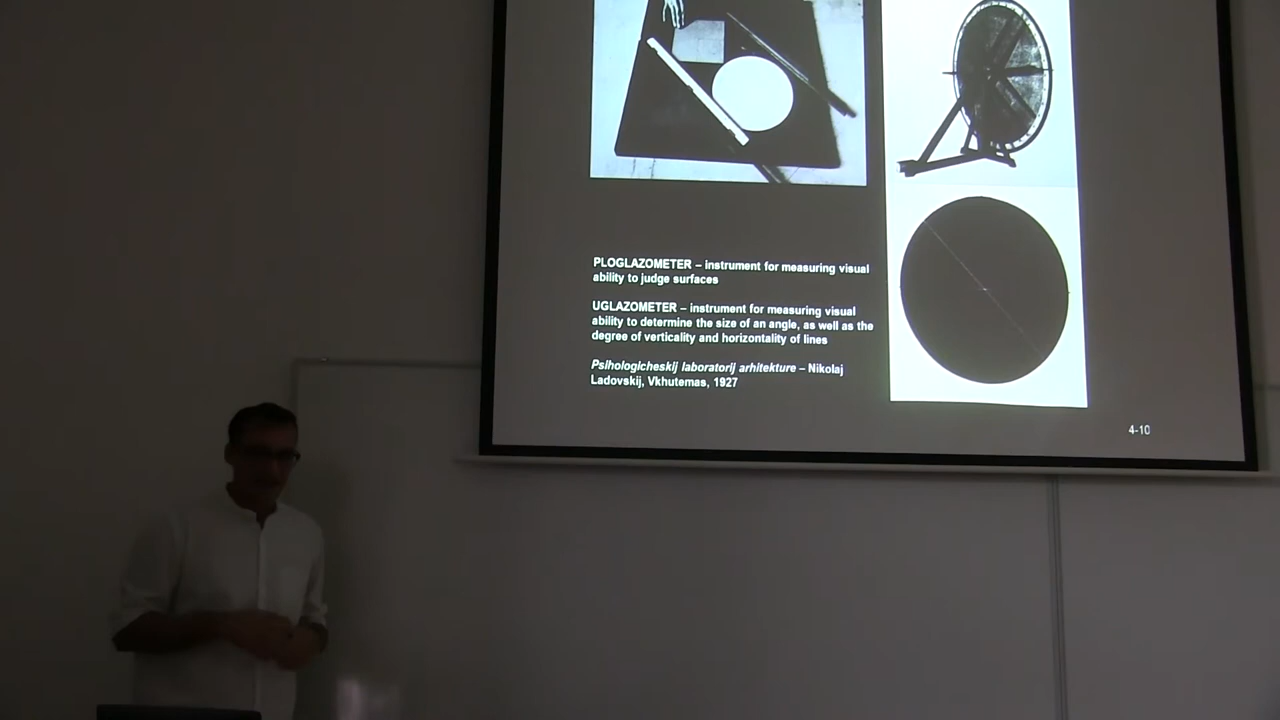 PLOGLAZOMETER – instrument for measuring visual
ability to judge surfaces
UGLAZOMETER – instrument for measuring visual
ability to determine the size of an angle, as well as the
degree of verticality and horizontality of lines
Psihologicheskij laboratorij arhitekture – Nikolaj
Ladovskij, Vkhutemas, 1927
4-10